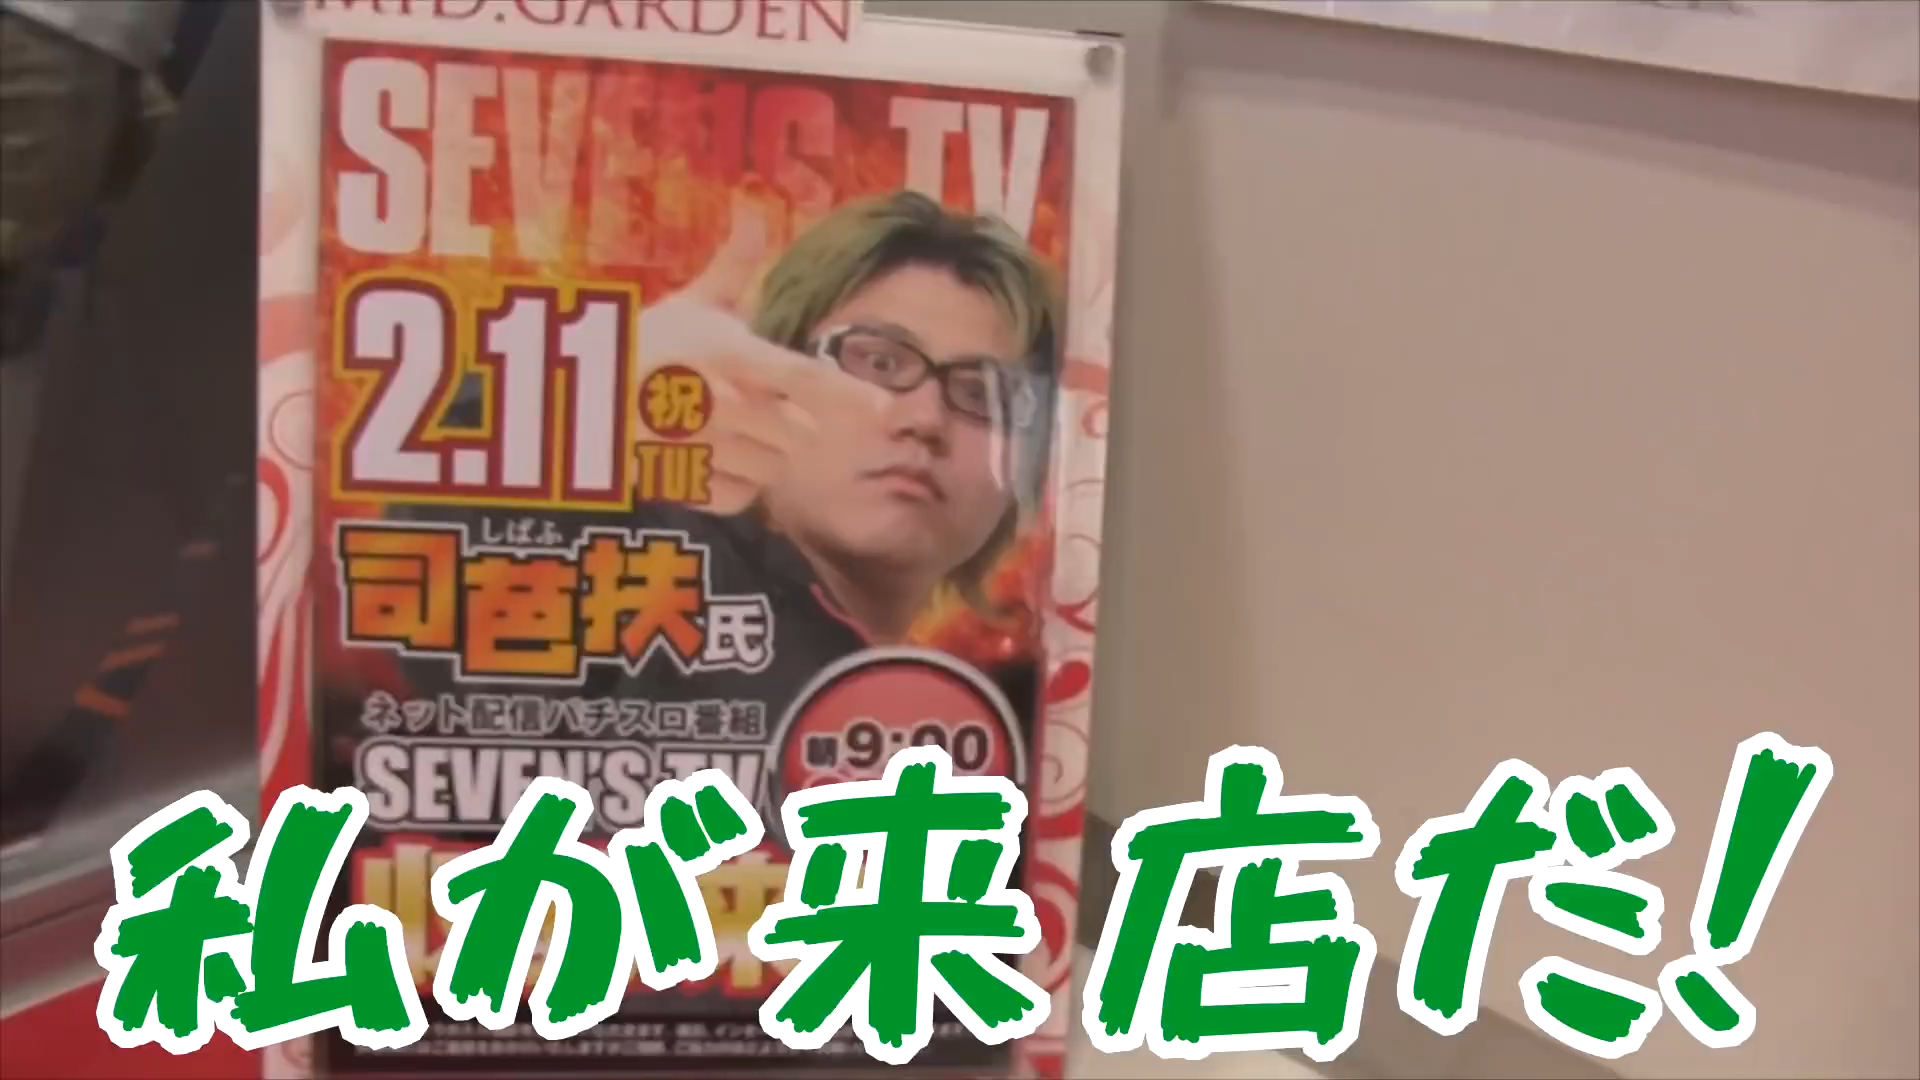 MID.GARDEN
SEVEN'S TV
2.11
祝
TUE
しばふ
司芭扶氏
ネット配信パチスロ番組
SEVEN'S TV
朝9:00
私が来店だ!